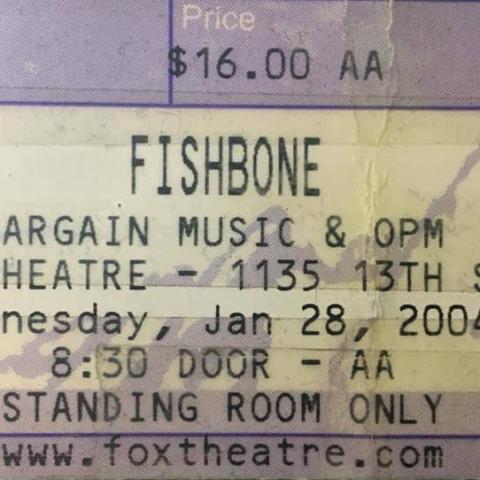 Price
$16.00 AA
FISHBONE
ARGAIN MUSIC & OPM
HEATRE - 1135 13TH S
nesday, Jan 28, 2004
8:30 DOOR - AA
STANDING ROOM ONLY
www.foxtheatre.com